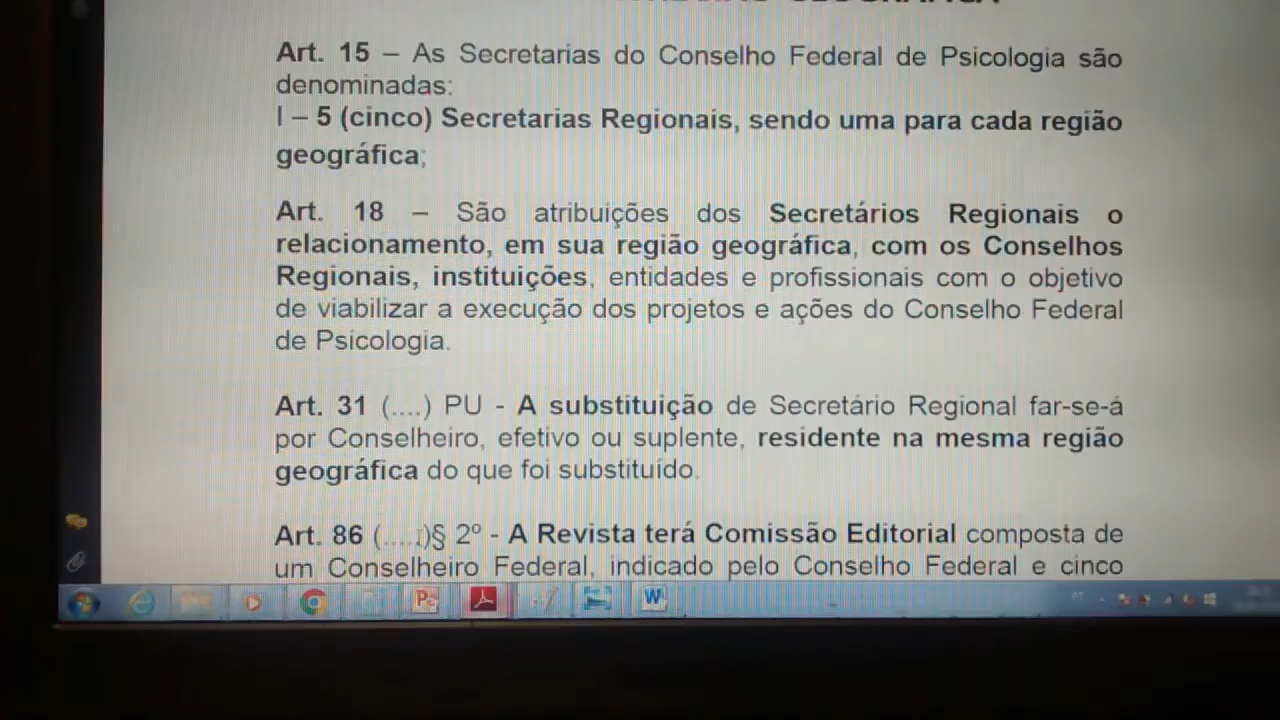 Art. 15 – As Secretarias do Conselho Federal de Psicologia são
denominadas:
I – 5 (cinco) Secretarias Regionais, sendo uma para cada região
geográfica;
Art. 18 – São atribuições dos Secretários Regionais o
relacionamento, em sua região geográfica, com os Conselhos
Regionais, instituições, entidades e profissionais com o objetivo
de viabilizar a execução dos projetos e ações do Conselho Federal
de Psicologia.
Art. 31 (....) PU - A substituição de Secretário Regional far-se-á
por Conselheiro, efetivo ou suplente, residente na mesma região
geográfica do que foi substituído.
Art. 86 (....:)§ 2º - A Revista terá Comissão Editorial composta de
um Conselheiro Federal, indicado pelo Conselho Federal e cinco
PT